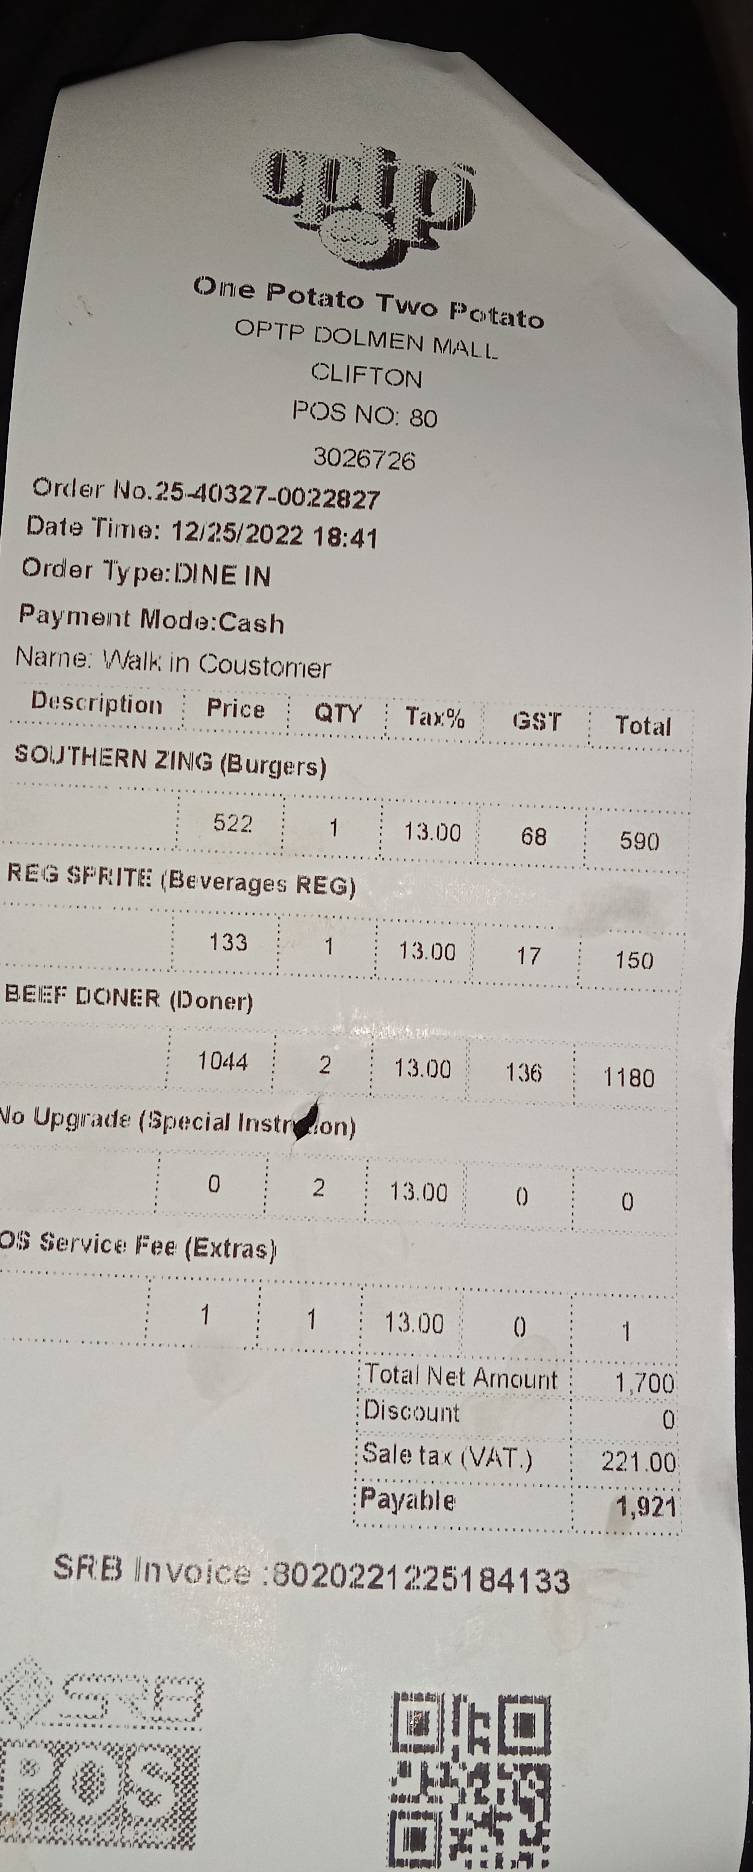 optp
One Potato Two Potato
OPTP DOLMEN MALL
CLIFTON
POS NO: 80
3026726
Order No.25-40327-0022827
Date Time: 12/25/2022 18:41
Order Type:DINE IN
Payment Mode:Cash
Name: Walk in Coustomer
Description Price QTY Tax% GST Total
SOUTHERN ZING (Burgers)
522 1 13.00 68 590
REG SPRITE (Beverages REG)
133 1 13.00 17 150
BEEF DONER (Doner)
1044 2 13.00 136 1180
No Upgrade (Special
0 2 13.00 0 0
OS Service Fee (Extras)
1 1 13.00 0 1
Total Net Amount 1,700
Discount 0
Sale tax (VAT.) 221.00
Payable 1,921
SRB Invoice :8020221225184133
SRB
POS